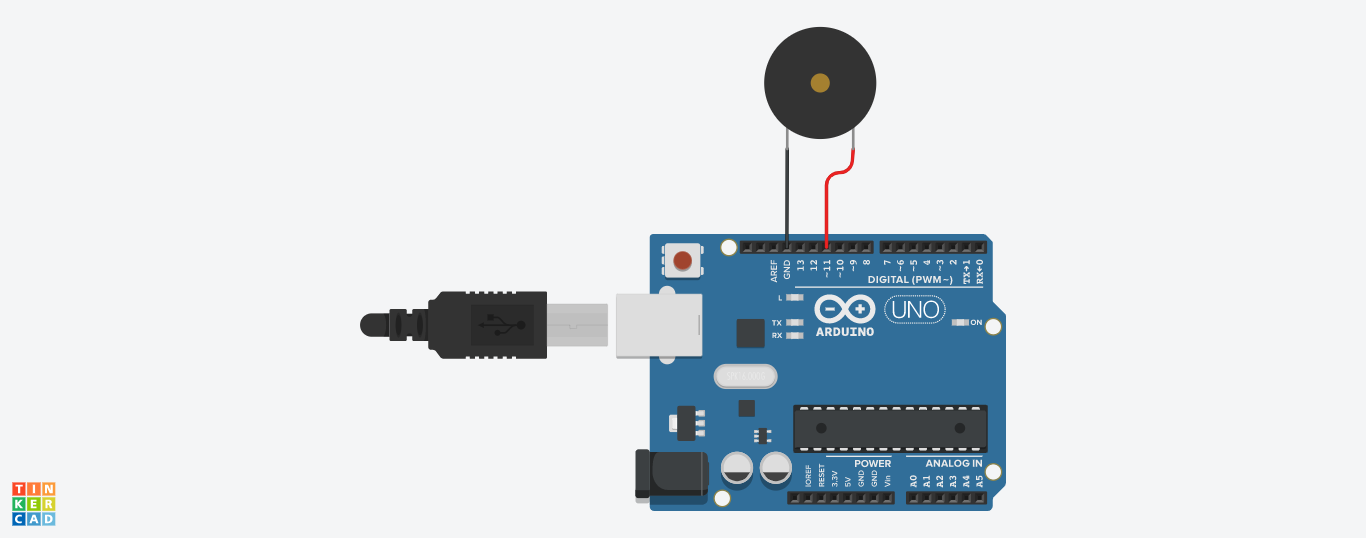 AREF
GND
13
12
~11
~10
~9
8
7
~6
~5
4
~3
2
TX→1
RX←0
DIGITAL (PWM~)
L
TX
RX
ARDUINO
UNO
ON
POWER
ANALOG IN
IOREF
RESET
3.3V
5V
GND
GND
Vin
A0
A1
A2
A3
A4
A5
TIN
KER
CAD